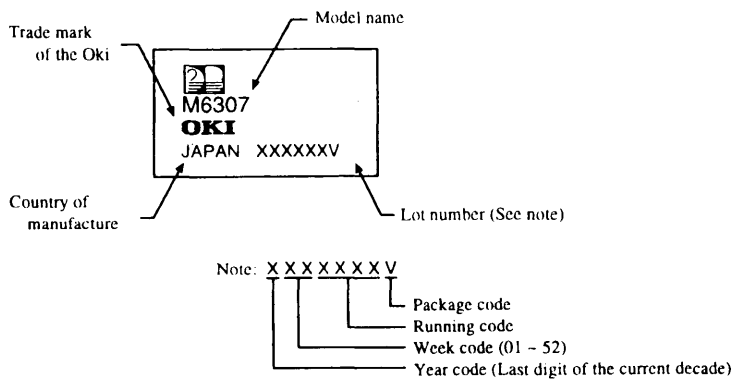 Model name
Trade mark
of the Oki
M6307
OKI
JAPAN XXXXXXV
Country of
manufacture
Lot number (See note)
Note: X X X X X X X V
Package code
Running code
Week code (01 ~ 52)
Year code (Last digit of the current decade)